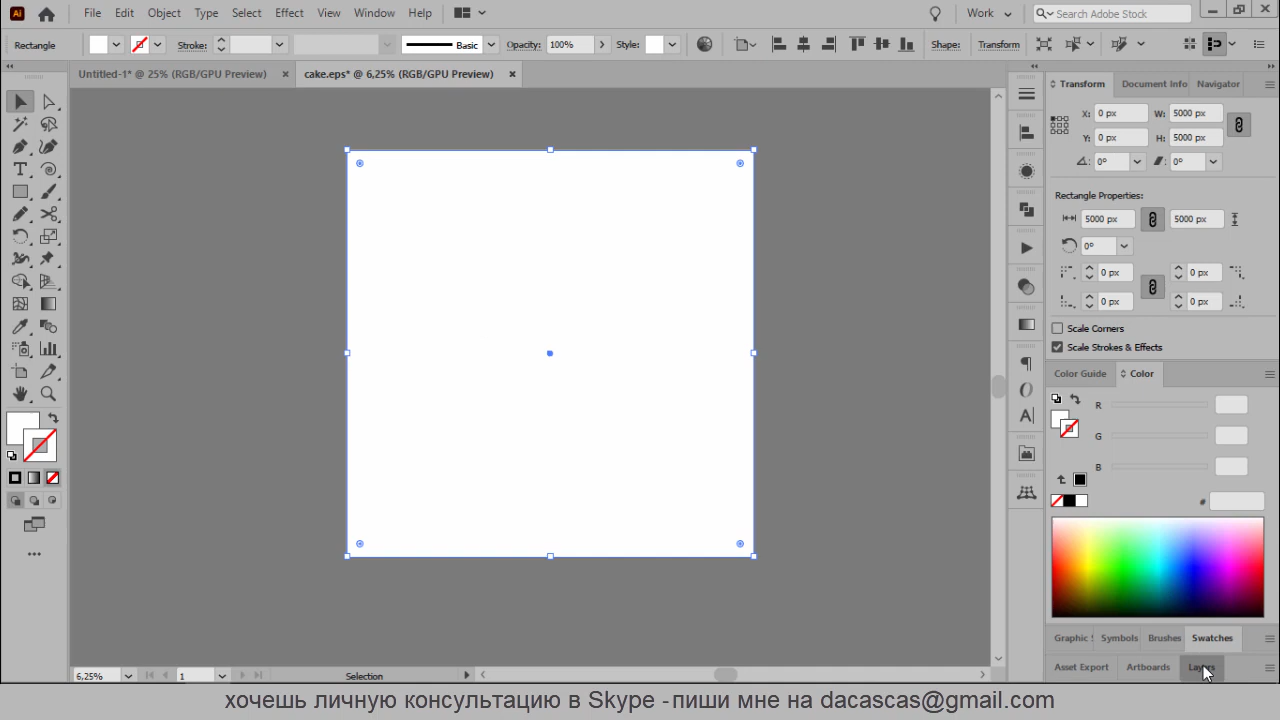 Ai File Edit Object Type Select Effect View Window Help Work Search Adobe Stock
Rectangle Stroke: Basic Opacity: 100% Style: Shape: Transform
Untitled-1* @ 25% (RGB/GPU Preview) cake.eps* @ 6,25% (RGB/GPU Preview)
Transform Document Info Navigator
X: 0 px W: 5000 px
Y: 0 px H: 5000 px
0° 0°
Rectangle Properties:
5000 px 5000 px
0°
0 px 0 px
0 px 0 px
Scale Corners
Scale Strokes & Effects
Color Guide Color
R
G
B
#
Graphic S Symbols Brushes Swatches
Asset Export Artboards Layers
6,25% 1 Selection
хочешь личную консультацию в Skype -пиши мне на dacascas@gmail.com